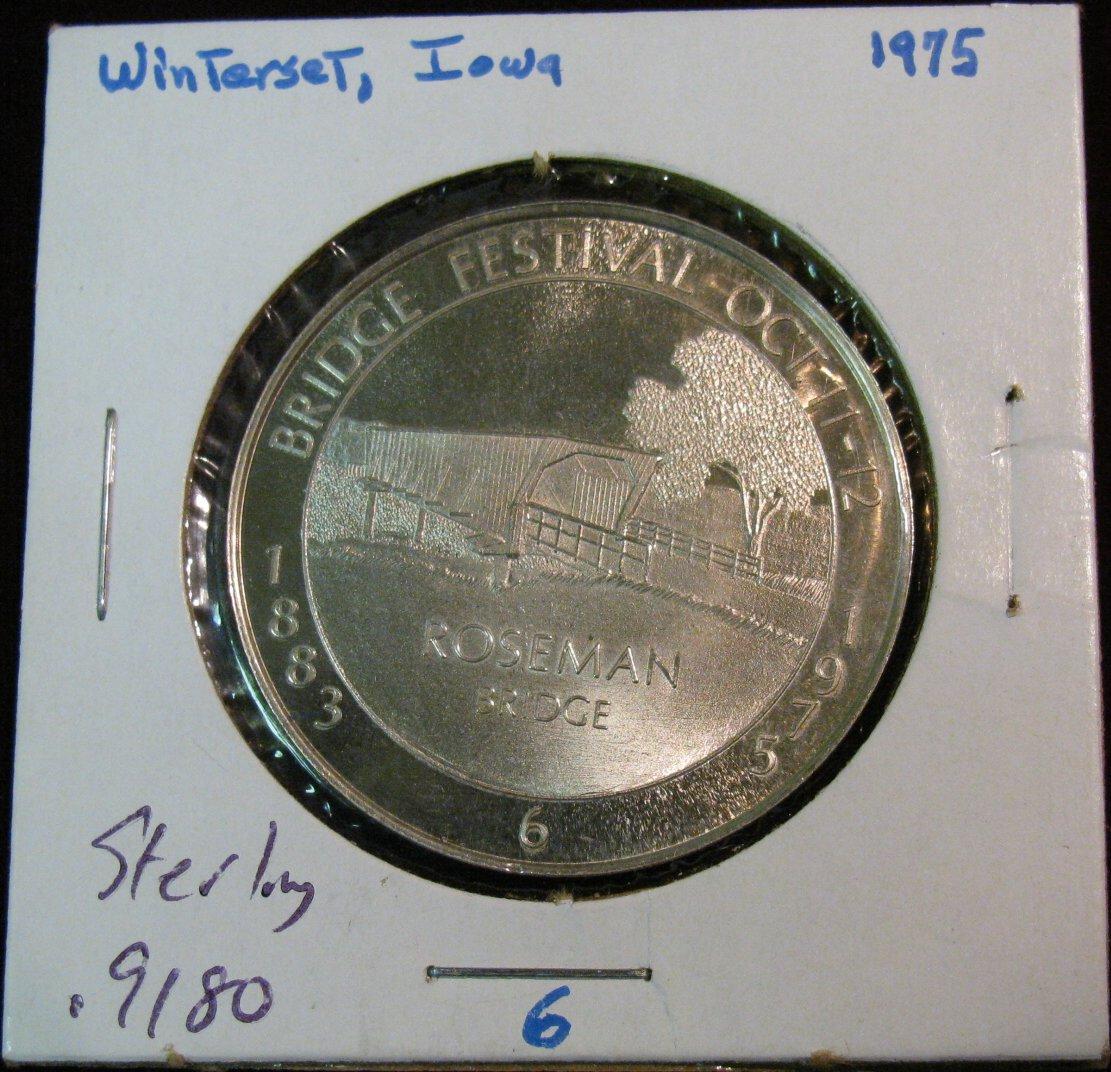 Winterset, Iowa 1975
BRIDGE FESTIVAL-OCT-11-12
1883
1975
ROSEMAN
BRIDGE
6
Sterling
.9180
6